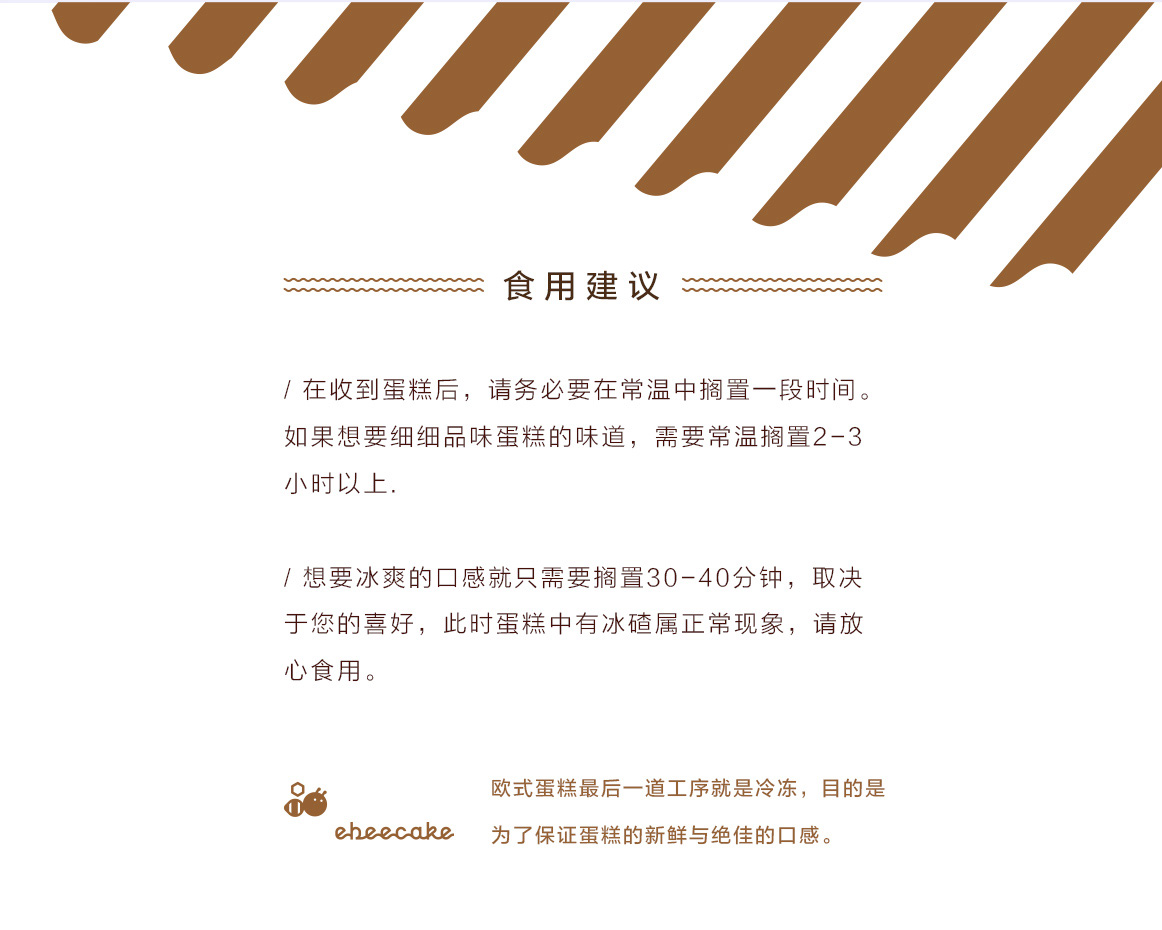 食用建议
/ 在收到蛋糕后，请务必要在常温中搁置一段时间。
如果想要细细品味蛋糕的味道，需要常温搁置2-3
小时以上.
/ 想要冰爽的口感就只需要搁置30-40分钟，取决
于您的喜好，此时蛋糕中有冰碴属正常现象，请放
心食用。
欧式蛋糕最后一道工序就是冷冻，目的是
ebeecake
为了保证蛋糕的新鲜与绝佳的口感。